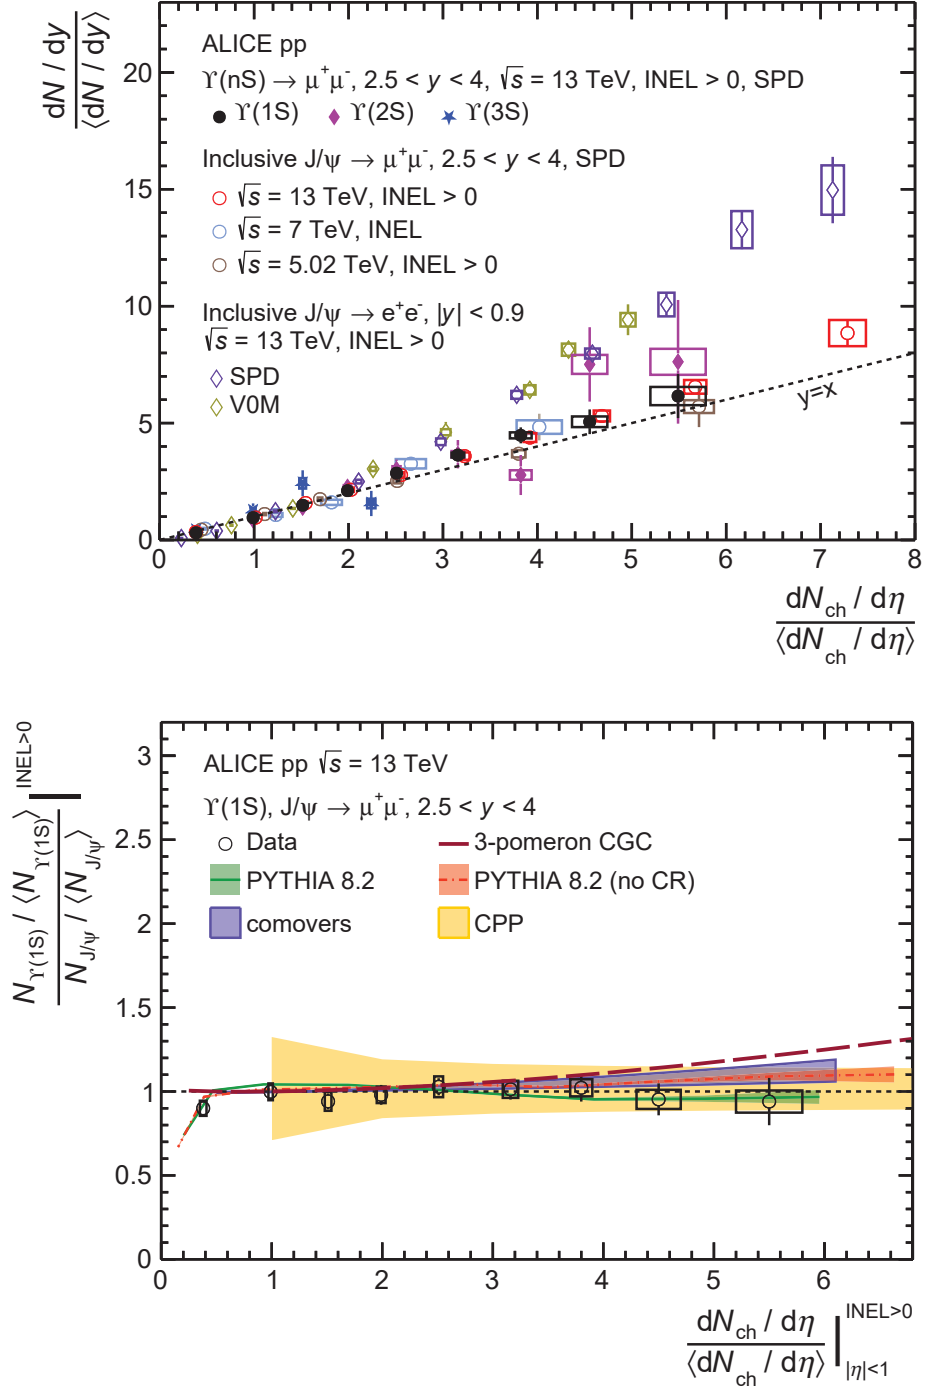 dN / dy
⟨dN / dy⟩
20
15
10
5
0
ALICE pp
ϒ(nS) → μ⁺μ⁻, 2.5 < y < 4, √s = 13 TeV, INEL > 0, SPD
ϒ(1S) ϒ(2S) ϒ(3S)
Inclusive J/ψ → μ⁺μ⁻, 2.5 < y < 4, SPD
√s = 13 TeV, INEL > 0
√s = 7 TeV, INEL
√s = 5.02 TeV, INEL > 0
Inclusive J/ψ → e⁺e⁻, |y| < 0.9
√s = 13 TeV, INEL > 0
SPD
V0M
y=x
0 1 2 3 4 5 6 7 8
dN_ch / dη
⟨dN_ch / dη⟩
N_ϒ(1S) / ⟨N_ϒ(1S)⟩ |^INEL>0
N_J/ψ / ⟨N_J/ψ⟩
3
2.5
2
1.5
1
0.5
0
ALICE pp √s = 13 TeV
ϒ(1S), J/ψ → μ⁺μ⁻, 2.5 < y < 4
Data 3-pomeron CGC
PYTHIA 8.2 PYTHIA 8.2 (no CR)
comovers CPP
0 1 2 3 4 5 6
dN_ch / dη |^INEL>0
⟨dN_ch / dη⟩ |_|η|<1